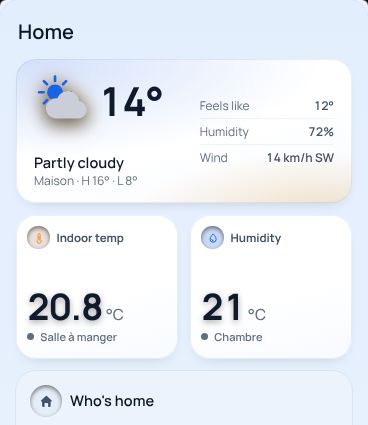 Home
14°
Feels like 12°
Humidity 72%
Wind 14 km/h SW
Partly cloudy
Maison · H 16° · L 8°
Indoor temp
20.8 °C
Salle à manger
Humidity
21 °C
Chambre
Who's home